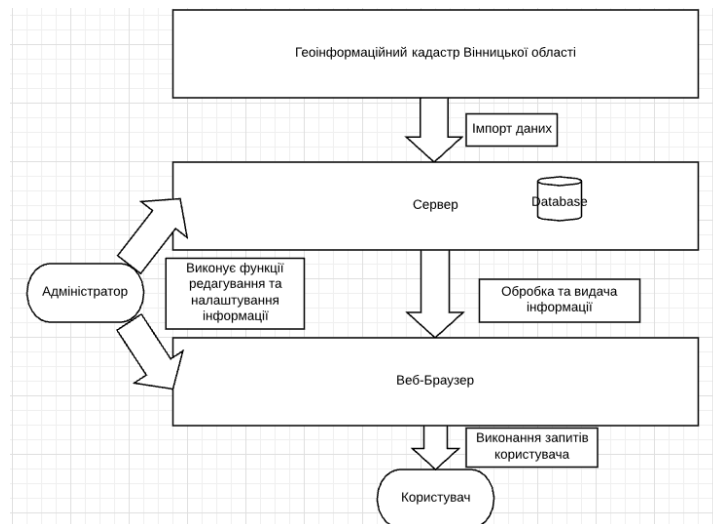 Геоінформаційний кадастр Вінницької області
Імпорт даних
Сервер
Database
Адміністратор
Виконує функції
редагування та
налаштування
інформації
Обробка та видача
інформації
Веб-Браузер
Виконання запитів
користувача
Користувач